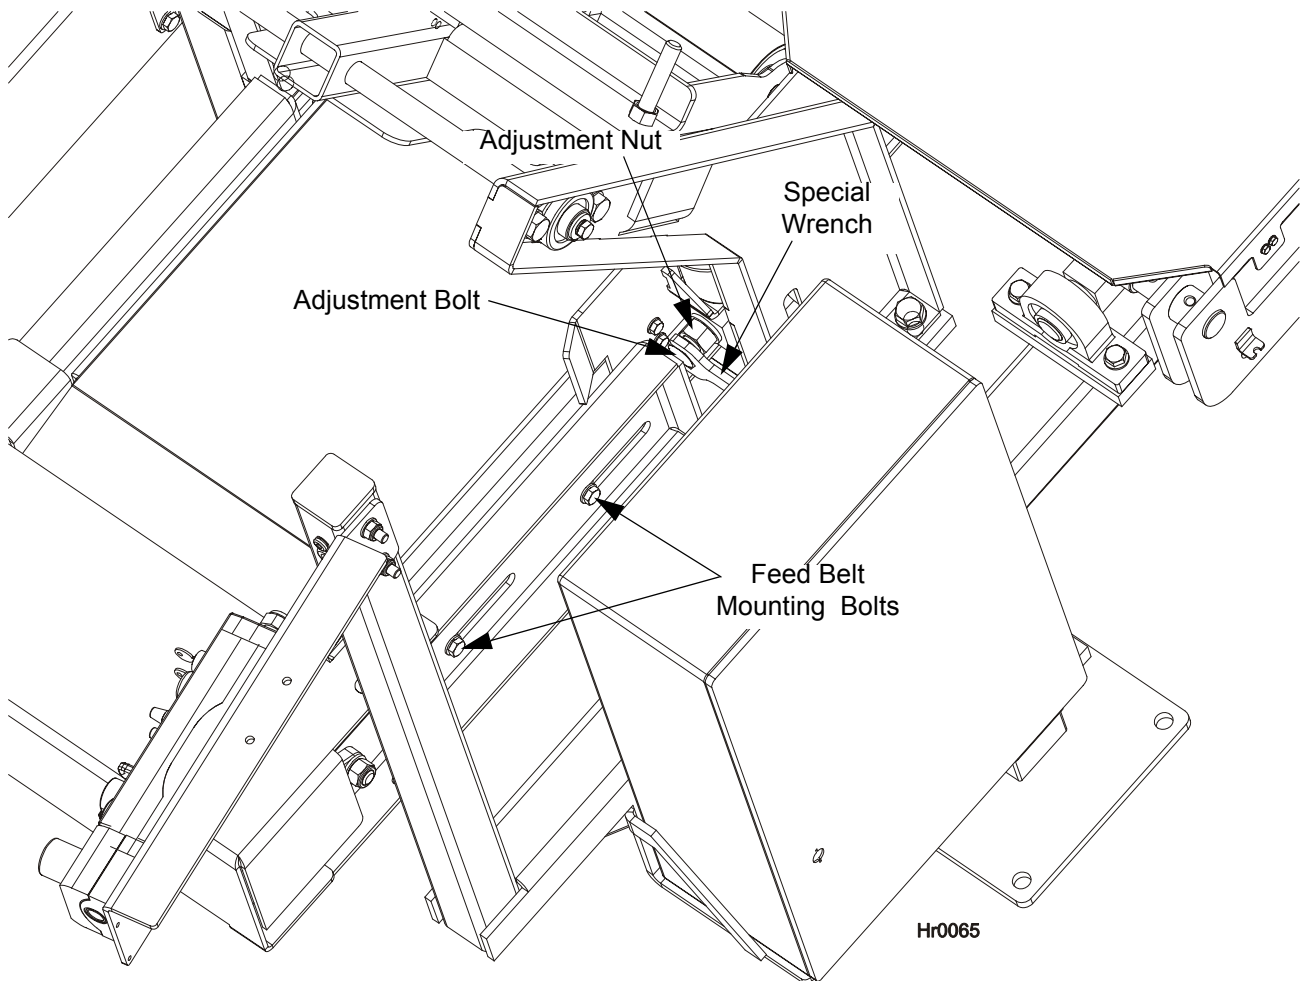 Adjustment Nut
Special
Wrench
Adjustment Bolt
Feed Belt
Mounting Bolts
Hr0065